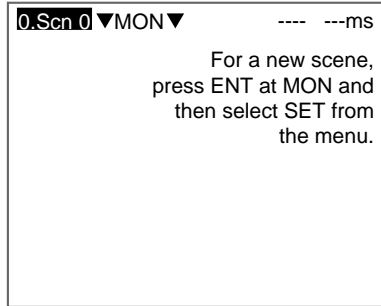 0.Scn 0 ▼MON▼ ---- ---ms
For a new scene,
press ENT at MON and
then select SET from
the menu.